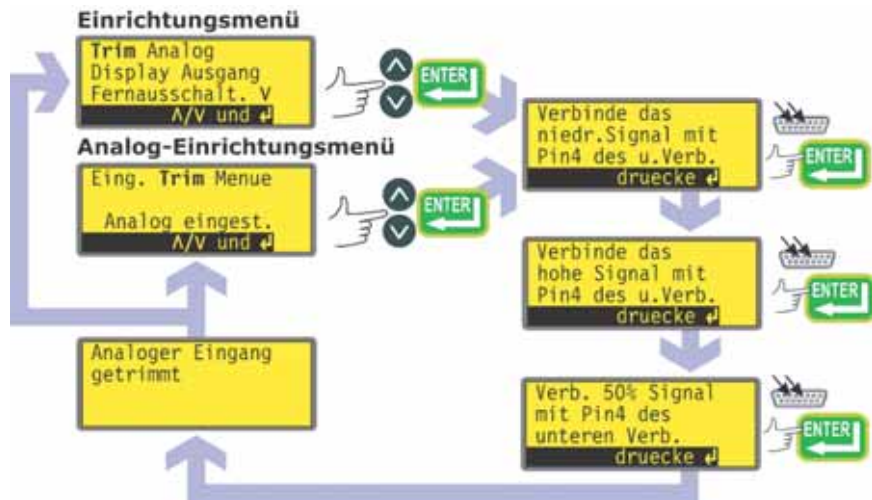 Einrichtungsmenü
Trim Analog
Display Ausgang
Fernausschalt. V
Λ/V und ↲
ENTER
Analog-Einrichtungsmenü
Eing. Trim Menue
Analog eingest.
Λ/V und ↲
ENTER
Verbinde das
niedr.Signal mit
Pin4 des u.Verb.
druecke ↲
ENTER
Verbinde das
hohe Signal mit
Pin4 des u.Verb.
druecke ↲
ENTER
Verb. 50% Signal
mit Pin4 des
unteren Verb.
druecke ↲
ENTER
Analoger Eingang
getrimmt